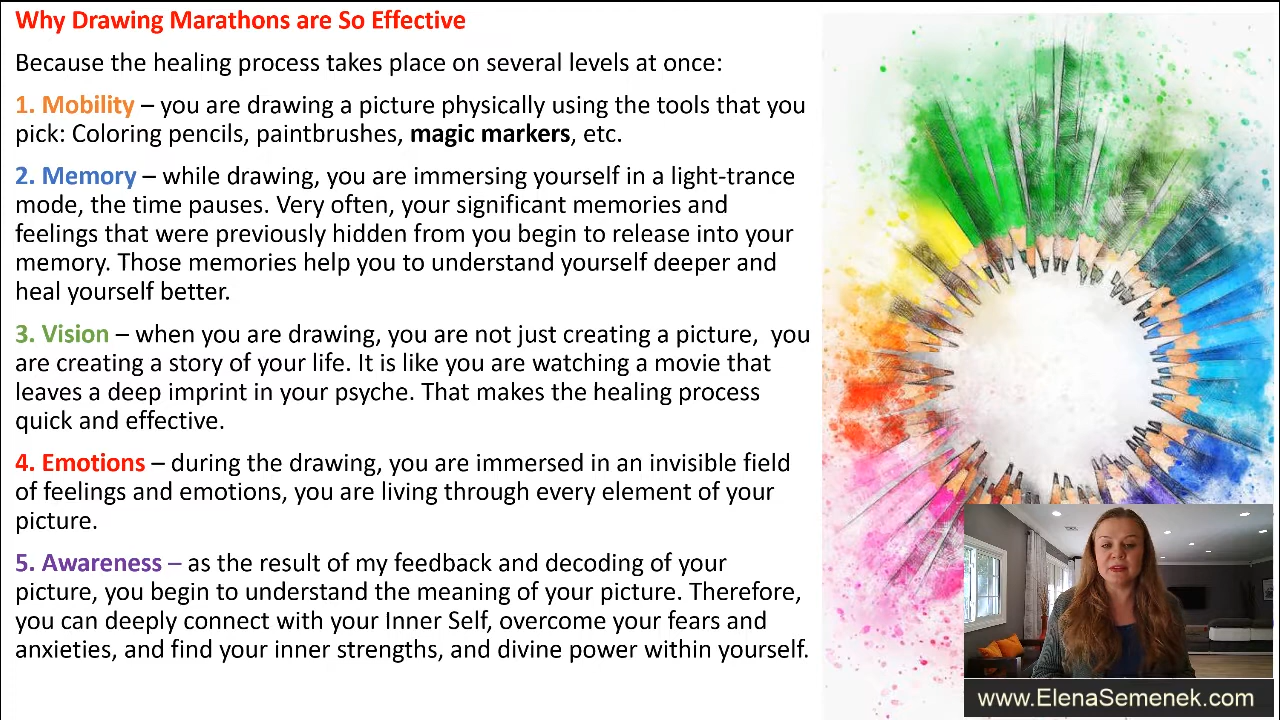 Why Drawing Marathons are So Effective
Because the healing process takes place on several levels at once:
1. Mobility – you are drawing a picture physically using the tools that you
pick: Coloring pencils, paintbrushes, magic markers, etc.
2. Memory – while drawing, you are immersing yourself in a light-trance
mode, the time pauses. Very often, your significant memories and
feelings that were previously hidden from you begin to release into your
memory. Those memories help you to understand yourself deeper and
heal yourself better.
3. Vision – when you are drawing, you are not just creating a picture,  you
are creating a story of your life. It is like you are watching a movie that
leaves a deep imprint in your psyche. That makes the healing process
quick and effective.
4. Emotions – during the drawing, you are immersed in an invisible field
of feelings and emotions, you are living through every element of your
picture.
5. Awareness – as the result of my feedback and decoding of your
picture, you begin to understand the meaning of your picture. Therefore,
you can deeply connect with your Inner Self, overcome your fears and
anxieties, and find your inner strengths, and divine power within yourself.
www.ElenaSemenek.com